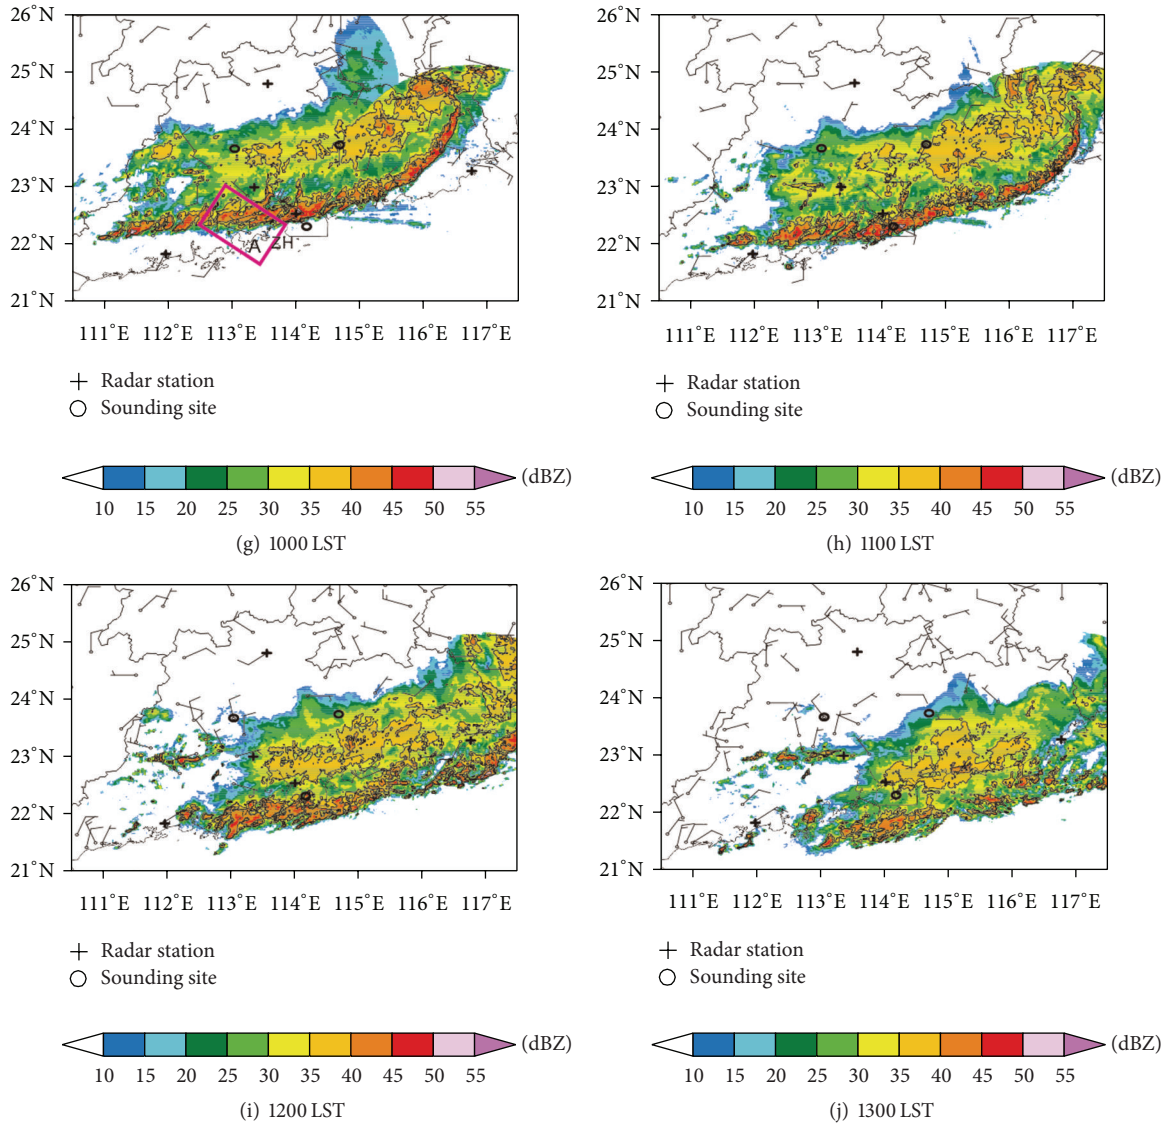 26°N
25°N
24°N
23°N
22°N
21°N
A ZH
111°E 112°E 113°E 114°E 115°E 116°E 117°E
+ Radar station
○ Sounding site
10 15 20 25 30 35 40 45 50 55 (dBZ)
(g) 1000 LST
26°N
25°N
24°N
23°N
22°N
21°N
111°E 112°E 113°E 114°E 115°E 116°E 117°E
+ Radar station
○ Sounding site
10 15 20 25 30 35 40 45 50 55 (dBZ)
(h) 1100 LST
26°N
25°N
24°N
23°N
22°N
21°N
111°E 112°E 113°E 114°E 115°E 116°E 117°E
+ Radar station
○ Sounding site
10 15 20 25 30 35 40 45 50 55 (dBZ)
(i) 1200 LST
26°N
25°N
24°N
23°N
22°N
21°N
111°E 112°E 113°E 114°E 115°E 116°E 117°E
+ Radar station
○ Sounding site
10 15 20 25 30 35 40 45 50 55 (dBZ)
(j) 1300 LST